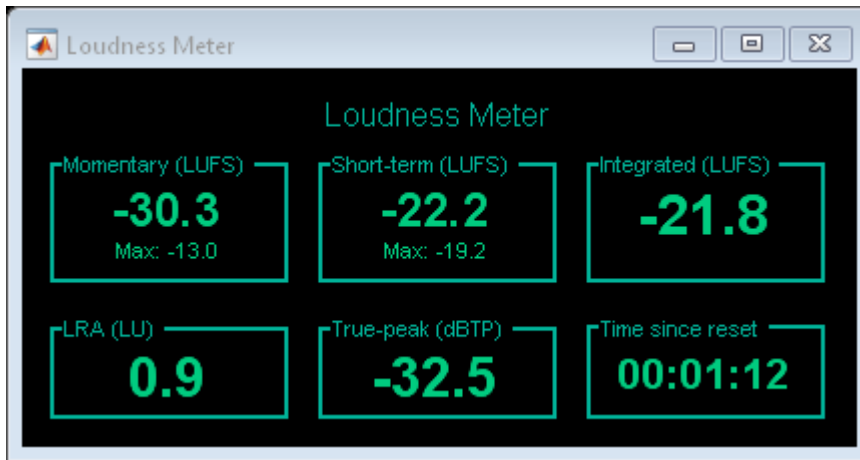 Loudness Meter
Loudness Meter
Momentary (LUFS)
-30.3
Max: -13.0
Short-term (LUFS)
-22.2
Max: -19.2
Integrated (LUFS)
-21.8
LRA (LU)
0.9
True-peak (dBTP)
-32.5
Time since reset
00:01:12